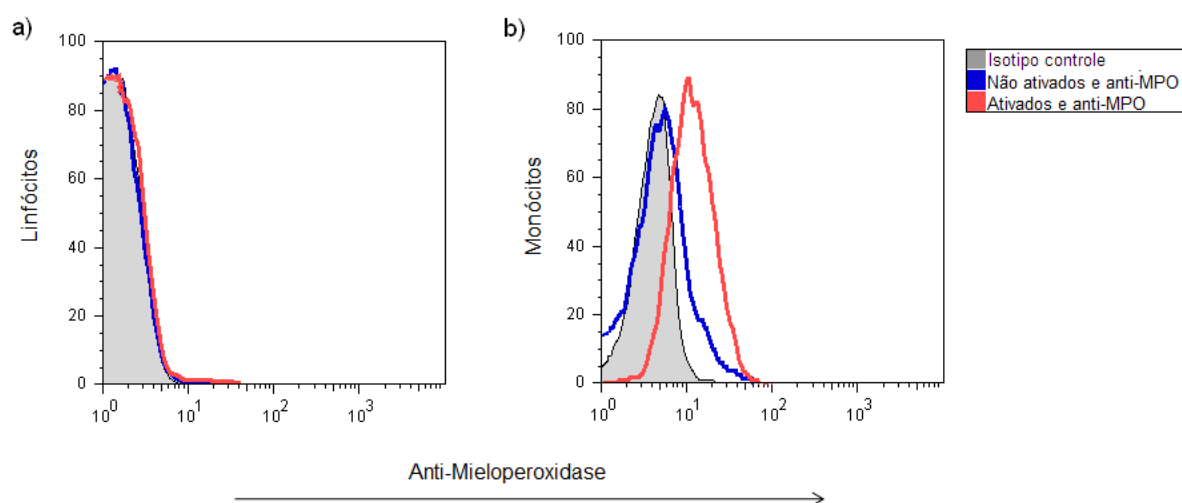 a)
100
80
60
40
20
0
Linfócitos
10⁰ 10¹ 10² 10³
b)
100
80
60
40
20
0
Monócitos
10⁰ 10¹ 10² 10³
Isotipo controle
Não ativados e anti-MPO
Ativados e anti-MPO
Anti-Mieloperoxidase